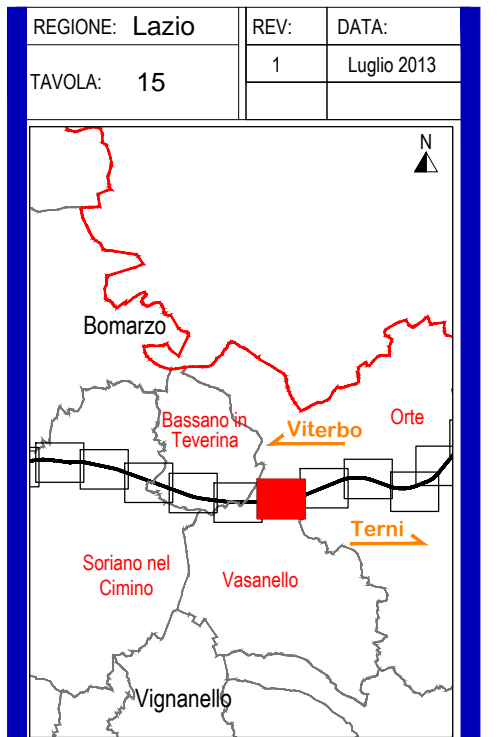 REGIONE: Lazio
REV:
DATA:
TAVOLA: 15
1
Luglio 2013
N
Bomarzo
Bassano in
Teverina
Viterbo
Orte
Terni
Soriano nel
Cimino
Vasanello
Vignanello